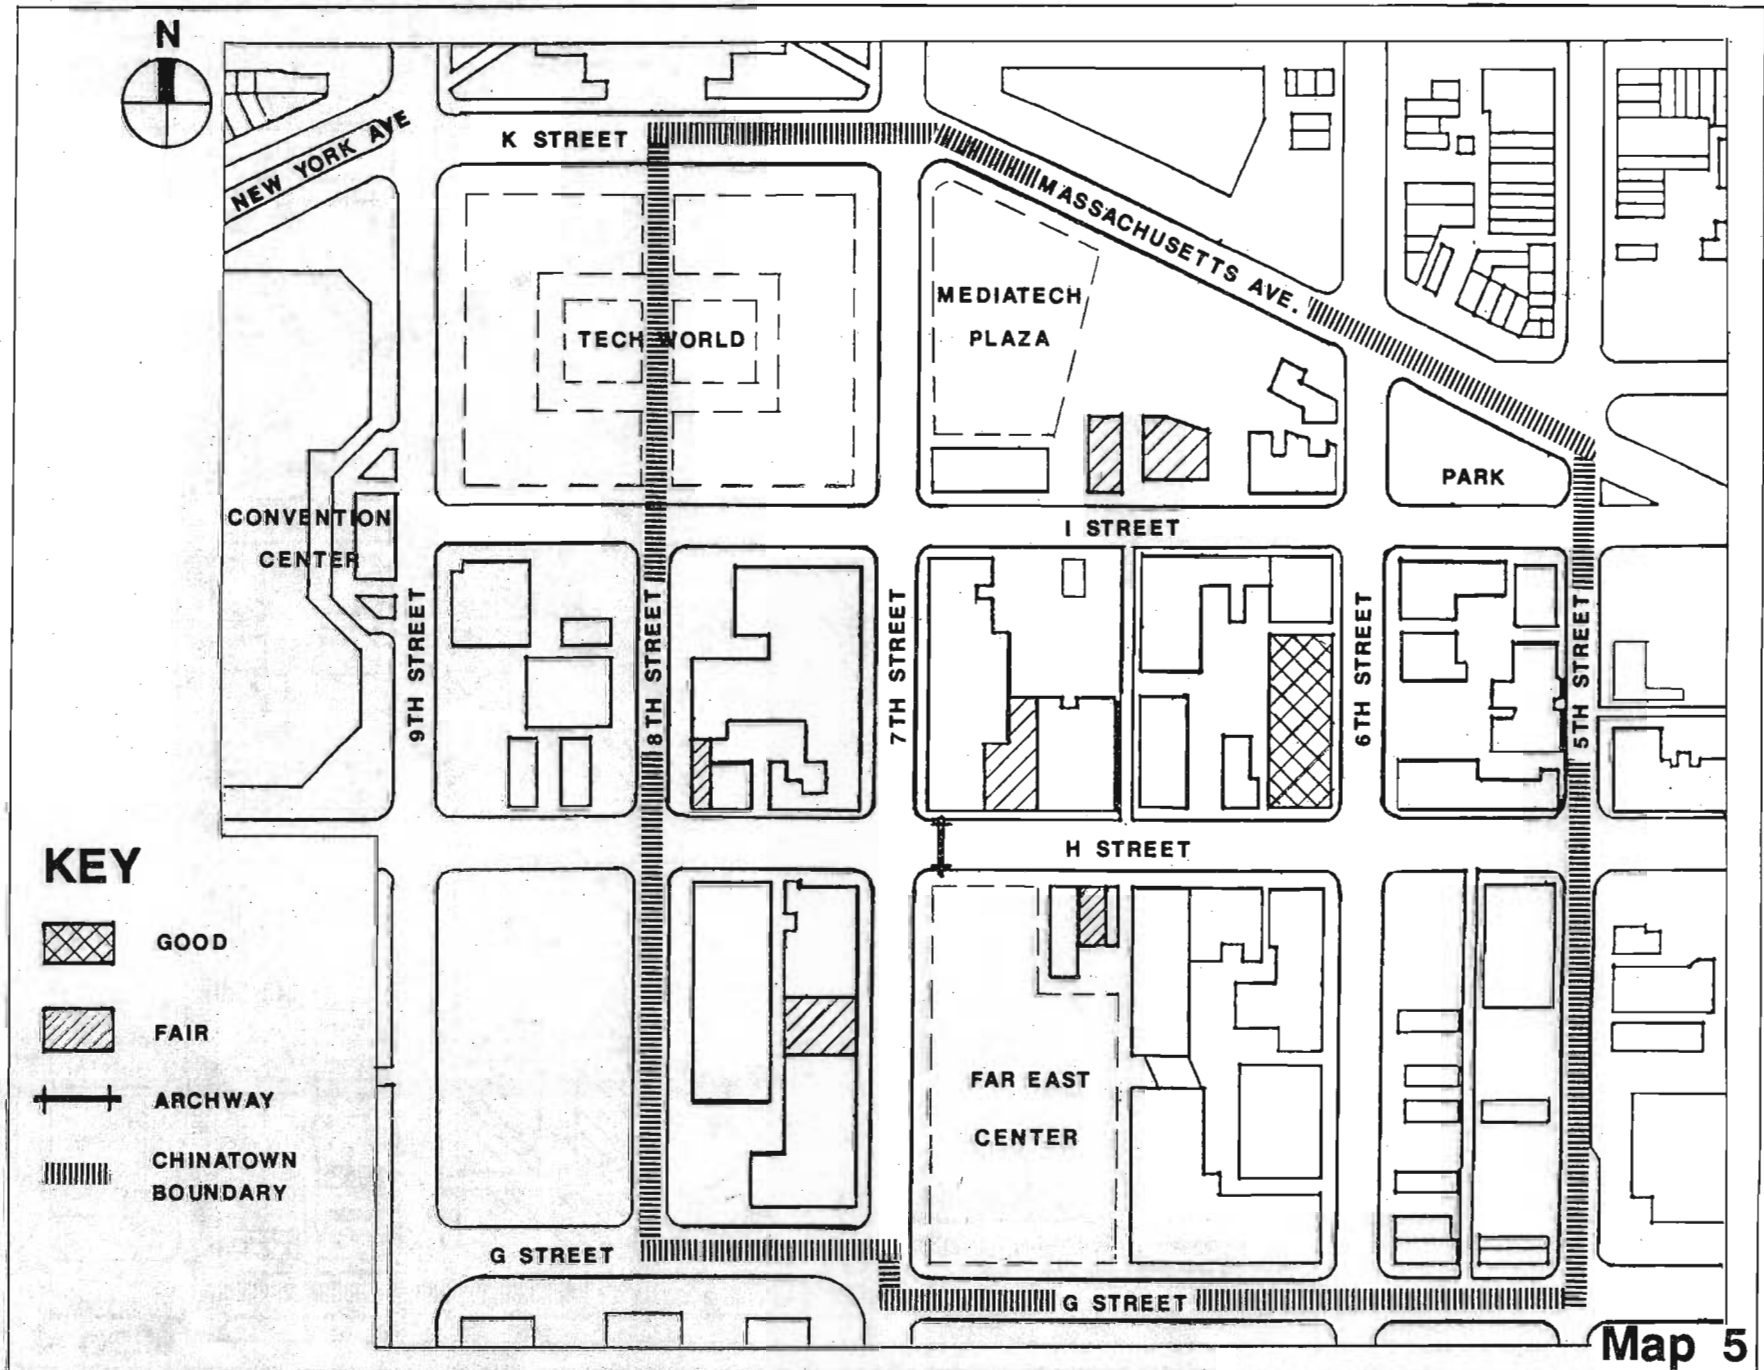 N
NEW YORK AVE
K STREET
MASSACHUSETTS AVE.
MEDIATECH
PLAZA
TECH WORLD
PARK
CONVENTION
CENTER
I STREET
9TH STREET
8TH STREET
7TH STREET
6TH STREET
5TH STREET
H STREET
KEY
GOOD
FAIR
ARCHWAY
CHINATOWN
BOUNDARY
FAR EAST
CENTER
G STREET
G STREET
Map 5